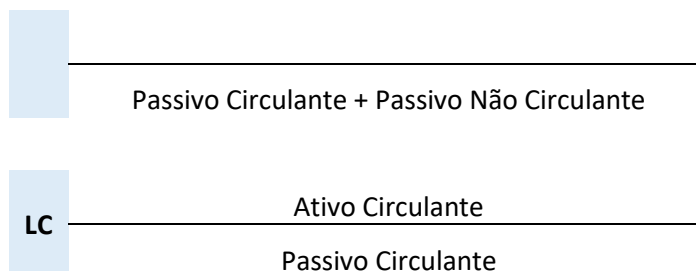 Passivo Circulante + Passivo Não Circulante
Ativo Circulante
LC
Passivo Circulante